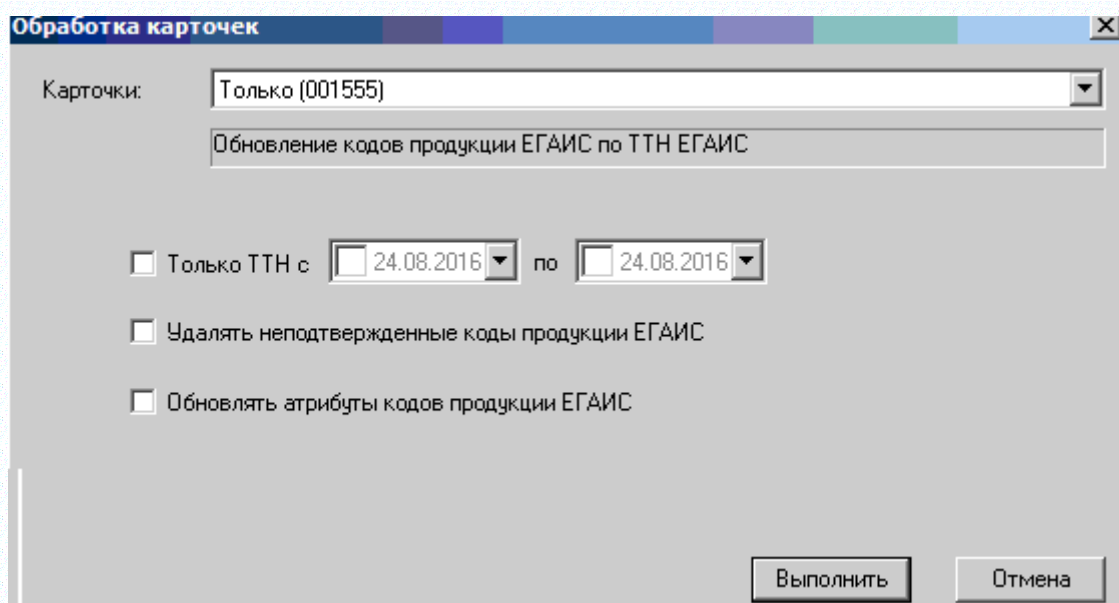 Обработка карточек
Карточки: Только (001555)
Обновление кодов продукции ЕГАИС по ТТН ЕГАИС
Только ТТН с 24.08.2016 по 24.08.2016
Удалять неподтвержденные коды продукции ЕГАИС
Обновлять атрибуты кодов продукции ЕГАИС
Выполнить Отмена